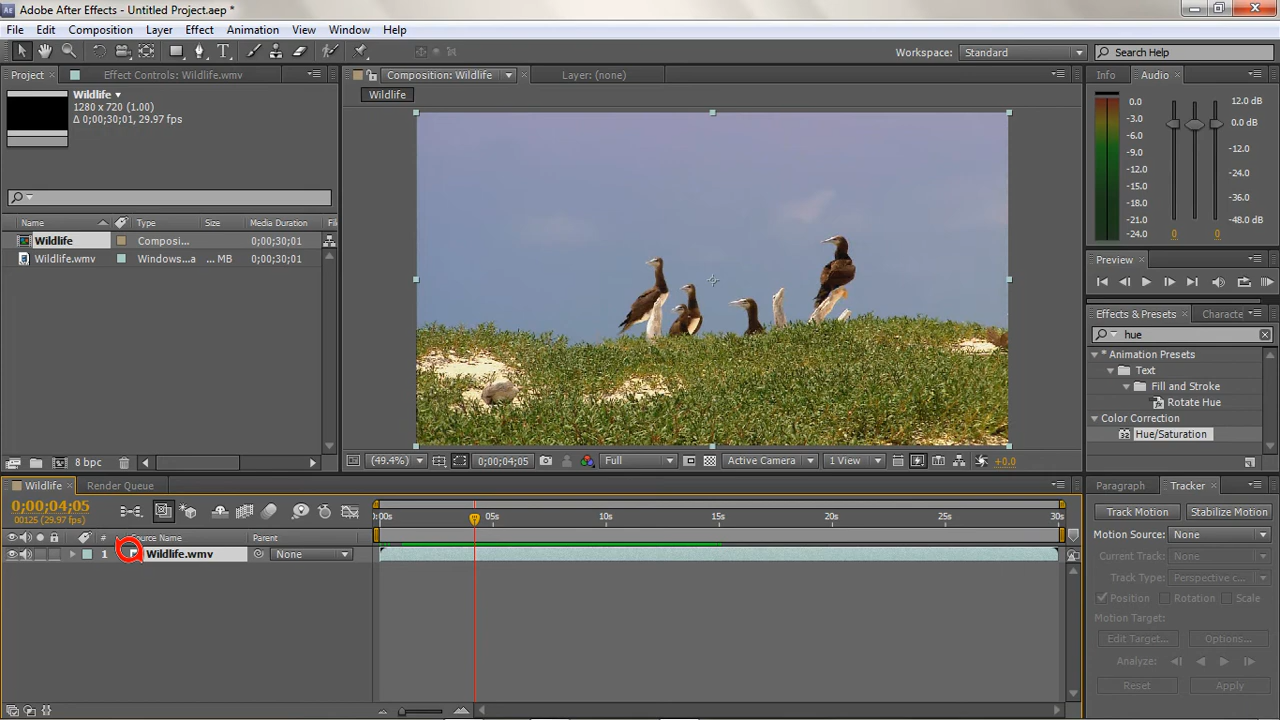 Adobe After Effects - Untitled Project.aep *
File Edit Composition Layer Effect Animation View Window Help
Workspace: Standard Search Help
Project Effect Controls: Wildlife.wmv
Composition: Wildlife Layer: (none)
Info Audio
Wildlife
1280 x 720 (1.00)
Δ 0;00;30;01, 29.97 fps
Wildlife
0.0 12.0 dB
-3.0 0.0 dB
-6.0
-9.0 -12.0 dB
-12.0
-15.0 -24.0 dB
-18.0 -36.0 dB
-21.0 -48.0 dB
-24.0 0 0
Name Type Size Media Duration Fil
Wildlife Composi... 0;00;30;01
Wildlife.wmv Windows...a ... MB 0;00;30;01
Preview
Effects & Presets Characte
hue
* Animation Presets
Text
Fill and Stroke
Rotate Hue
Color Correction
Hue/Saturation
8 bpc
(49.4%) 0;00;04;05 Full Active Camera 1 View +0.0
Wildlife Render Queue
0;00;04;05
00125 (29.97 fps)
:00s 05s 10s 15s 20s 25s 30s
# Source Name Parent
1 Wildlife.wmv None
Paragraph Tracker
Track Motion Stabilize Motion
Motion Source: None
Current Track: None
Track Type: Perspective c...
Position Rotation Scale
Motion Target:
Edit Target... Options...
Analyze:
Reset Apply